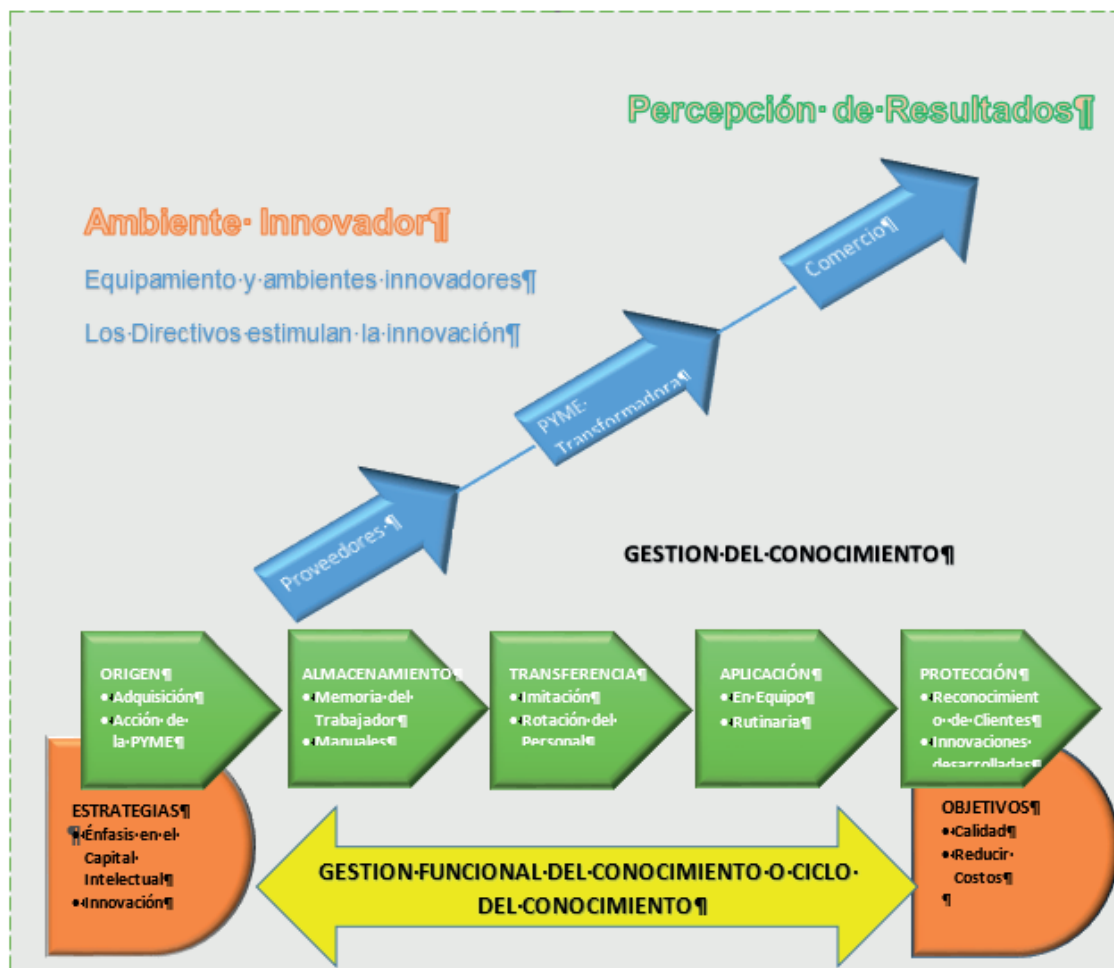 Percepción· de·Resultados¶
Ambiente· Innovador¶
Equipamiento·y·ambientes·innovadores¶
Los·Directivos·estimulan·la·innovación¶
Comercio¶
PYME·
Transformadora¶
Proveedores·¶
GESTION·DEL·CONOCIMIENTO¶
ORIGEN¶
•Adquisición¶
•Acción·de·
la·PYME¶
ALMACENAMIENTO¶
•Memoria·del·
Trabajador¶
•Manuales¶
TRANSFERENCIA¶
•Imitación¶
•Rotación·del·
Personal¶
APLICACIÓN¶
•En·Equipo¶
•Rutinaria¶
PROTECCIÓN¶
•Reconocimient
o··de·Clientes¶
•Innovaciones·
desarrolladas¶
ESTRATEGIAS¶
¶
•Énfasis·en·el
Capital·
Intelectual¶
•Innovación¶
GESTION·FUNCIONAL·DEL·CONOCIMIENTO·O·CICLO·
DEL·CONOCIMIENTO¶
OBJETIVOS¶
•Calidad¶
•Reducir·
Costos¶
¶